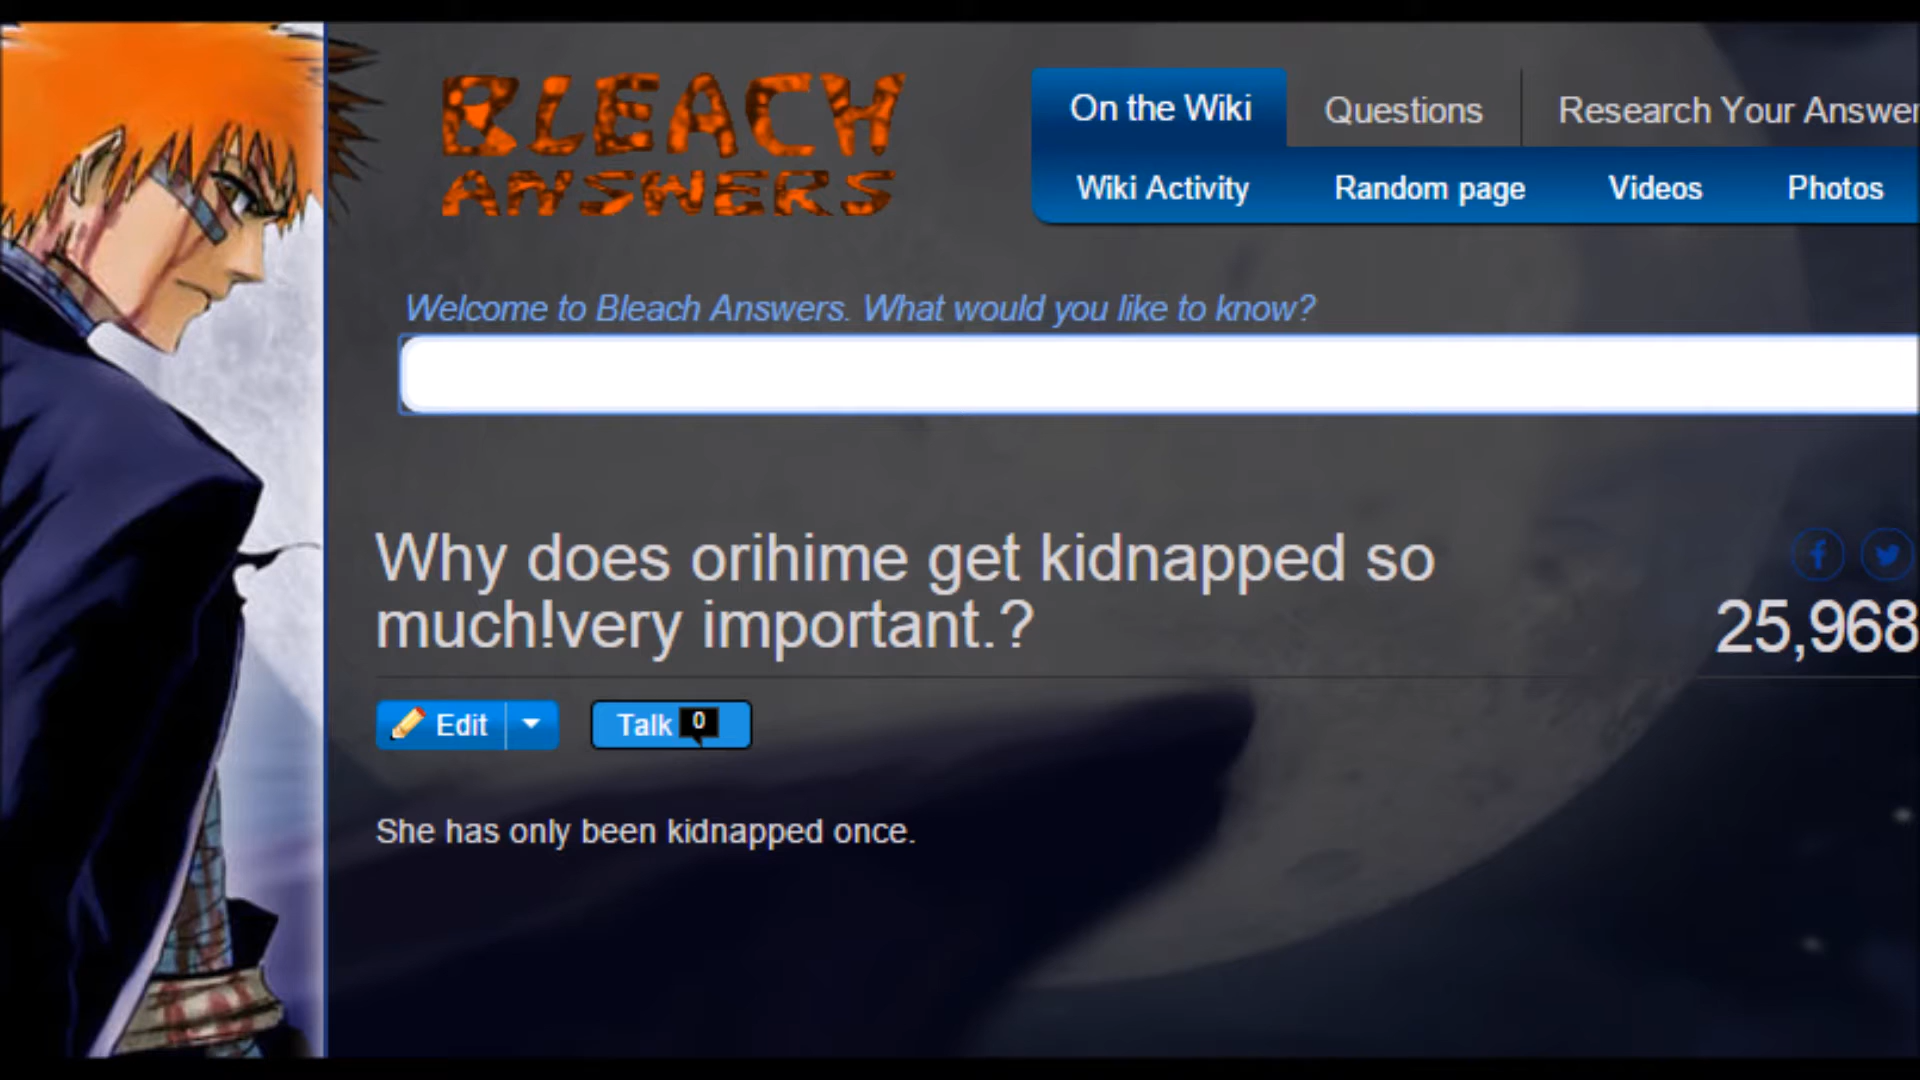 BLEACH
ANSWERS
On the Wiki
Questions
Research Your Answer
Wiki Activity
Random page
Videos
Photos
Welcome to Bleach Answers. What would you like to know?
Why does orihime get kidnapped so
much!very important.?
25,968
Edit
Talk 0
She has only been kidnapped once.